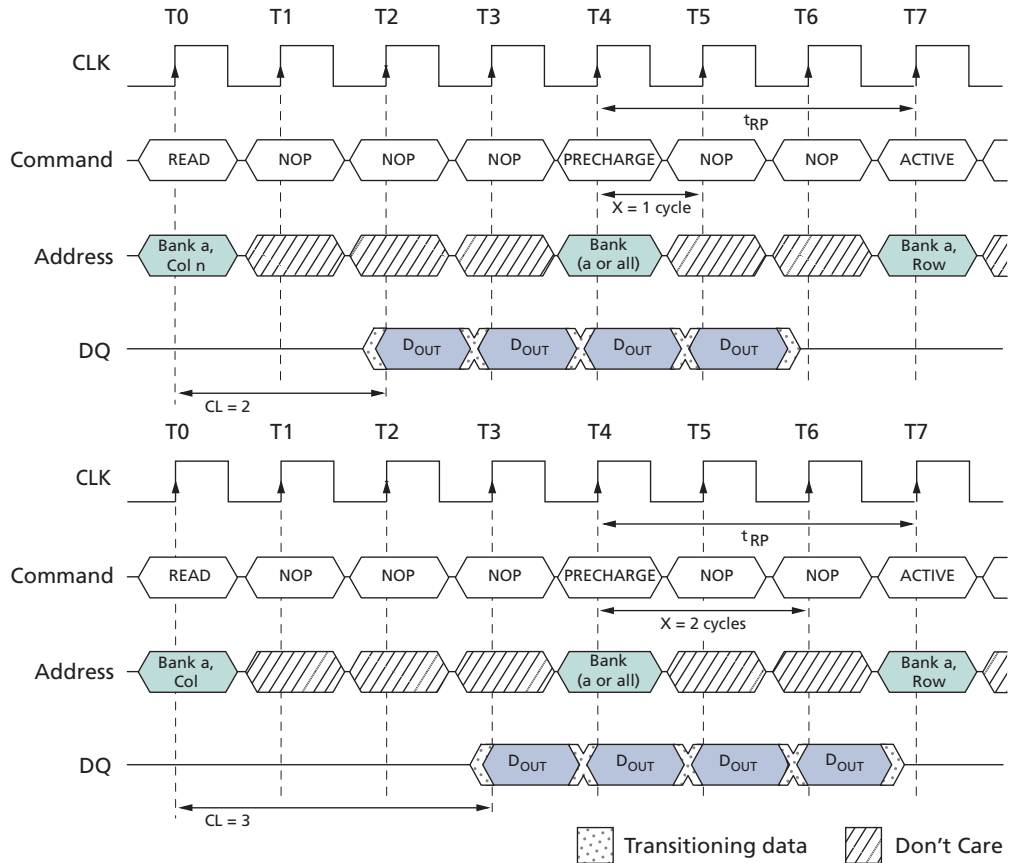 T0 T1 T2 T3 T4 T5 T6 T7
CLK
tRP
Command READ NOP NOP NOP PRECHARGE NOP NOP ACTIVE
X = 1 cycle
Address Bank a, Col n Bank (a or all) Bank a, Row
DQ DOUT DOUT DOUT DOUT
CL = 2
T0 T1 T2 T3 T4 T5 T6 T7
CLK
tRP
Command READ NOP NOP NOP PRECHARGE NOP NOP ACTIVE
X = 2 cycles
Address Bank a, Col Bank (a or all) Bank a, Row
DQ DOUT DOUT DOUT DOUT
CL = 3
Transitioning data Don't Care